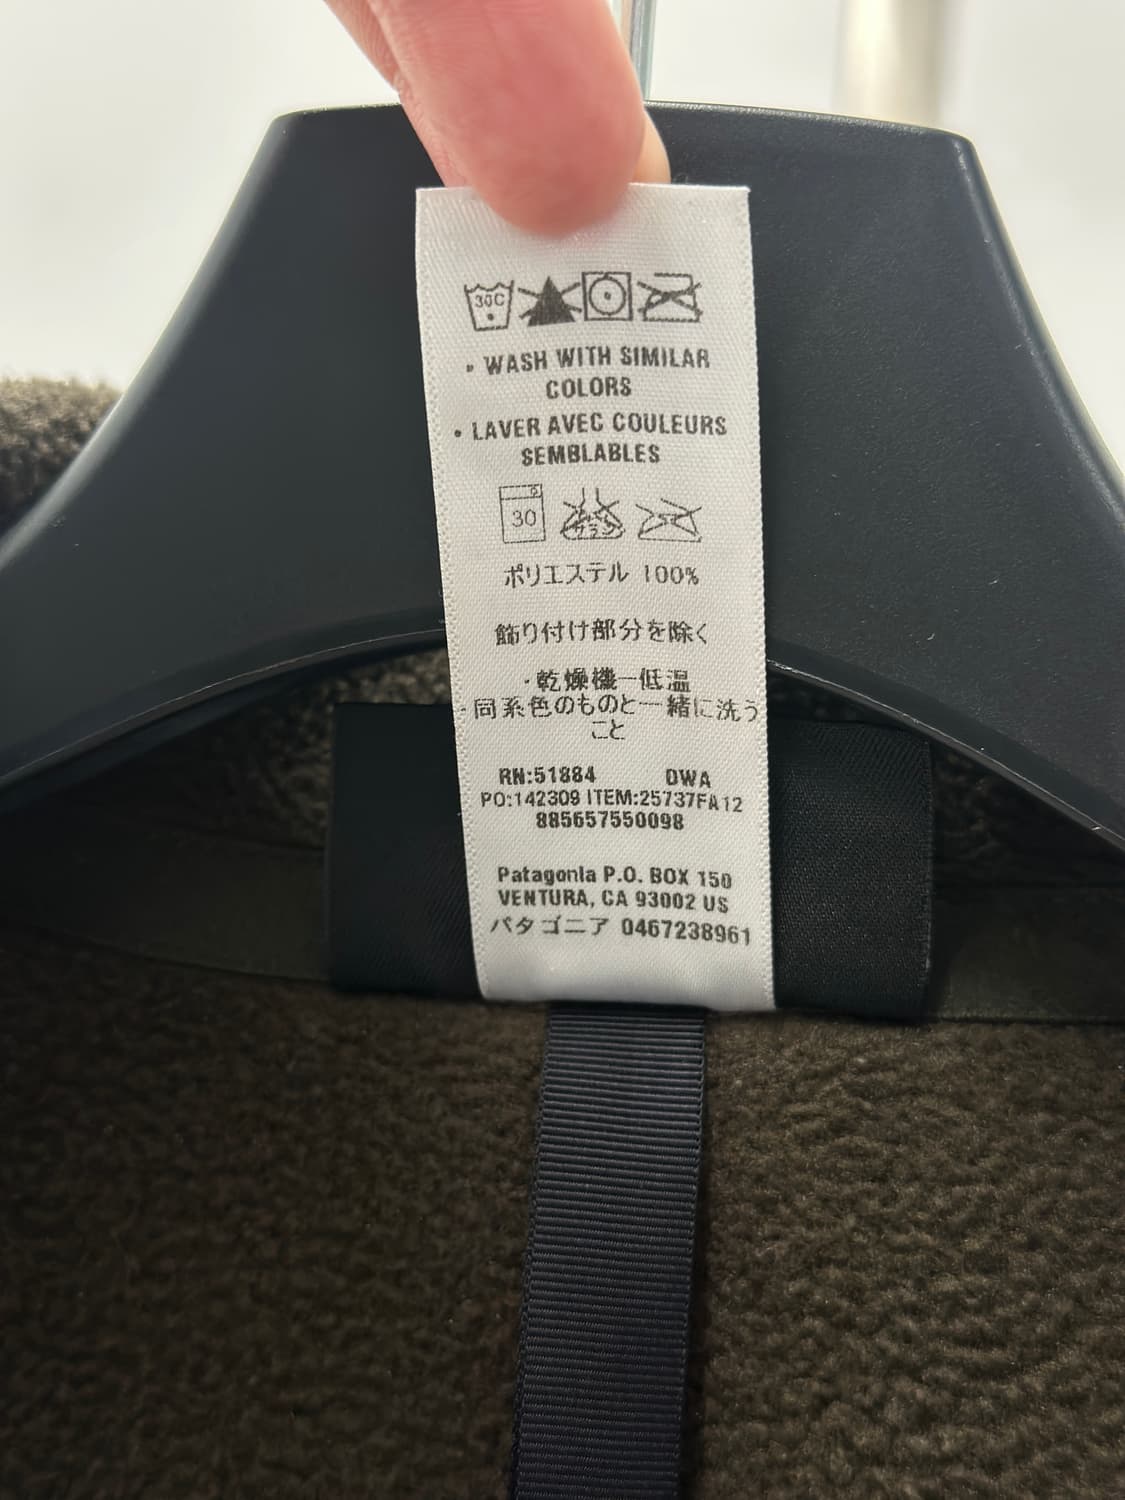 30C
• WASH WITH SIMILAR
COLORS
• LAVER AVEC COULEURS
SEMBLABLES
30
ポリエステル 100%
飾り付け部分を除く
・乾燥機一低温
・同系色のものと一緒に洗う
こと
RN:51884 DWA
PO:142309 ITEM:25737FA12
885657550098
Patagonia P.O. BOX 150
VENTURA, CA 93002 US
パタゴニア 0467238961